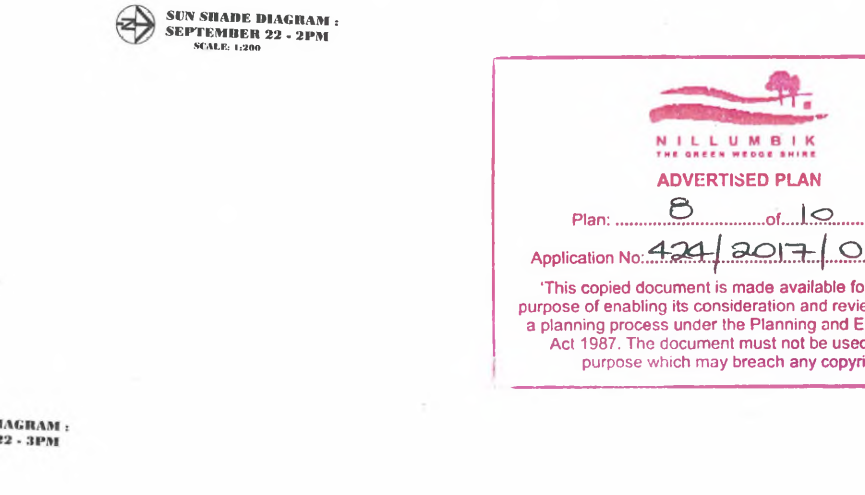 SUN SHADE DIAGRAM :
SEPTEMBER 22 - 2PM
SCALE: 1:200
NILLUMBIK
THE GREEN WEDGE SHIRE
ADVERTISED PLAN
Plan: 8 of 10
Application No: 424/2017/0
'This copied document is made available fo
purpose of enabling its consideration and revie
a planning process under the Planning and E
Act 1987. The document must not be used
purpose which may breach any copyri
IAGRAM :
22 - 3PM